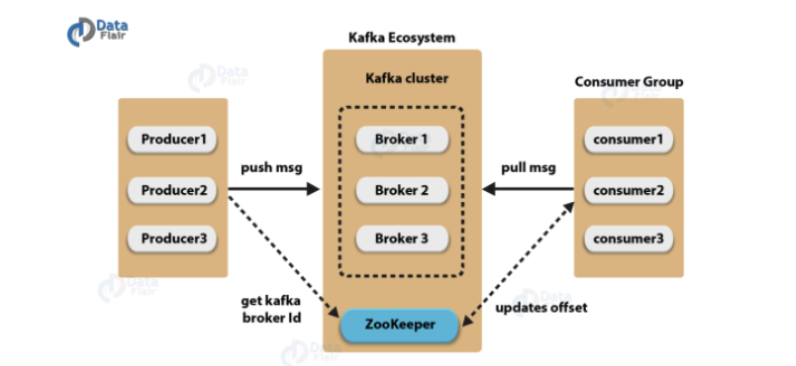 Data
Flair
Kafka Ecosystem
Kafka cluster
Consumer Group
Producer1
Producer2
Producer3
push msg
Broker 1
Broker 2
Broker 3
pull msg
consumer1
consumer2
consumer3
get kafka
broker Id
ZooKeeper
updates offset
Data
Flair
Data
Flair
Data
Flair
Data